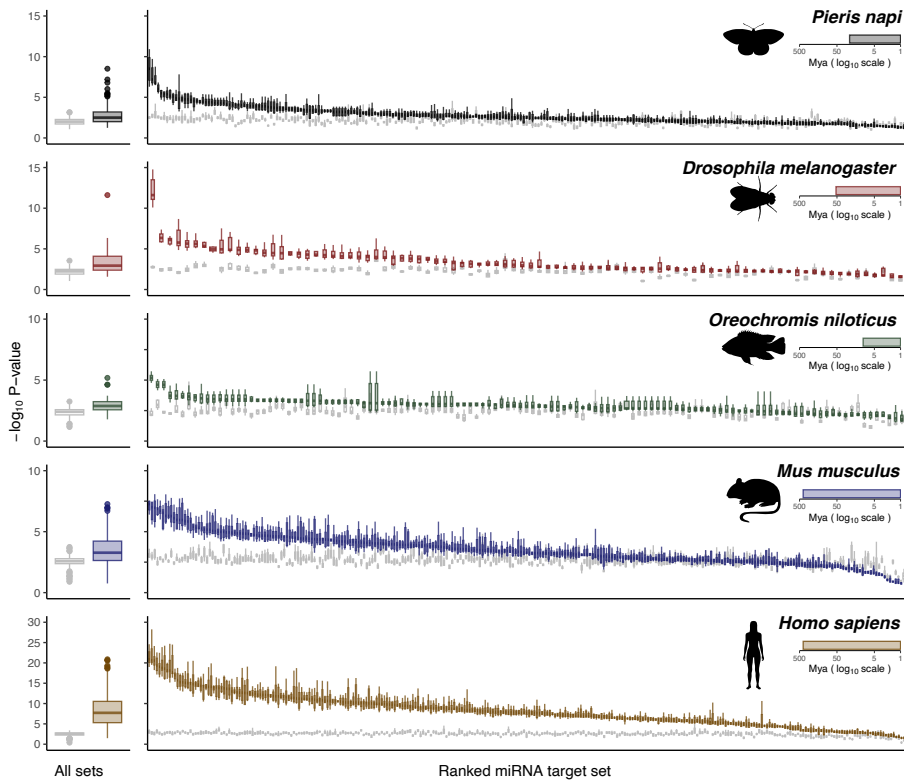 Pieris napi
15
10
5
0
500 50 5 1
Mya ( log10 scale )
Drosophila melanogaster
15
10
5
0
500 50 5 1
Mya ( log10 scale )
Oreochromis niloticus
10
5
0
500 50 5 1
Mya ( log10 scale )
−log10 P−value
Mus musculus
10
5
0
500 50 5 1
Mya ( log10 scale )
Homo sapiens
30
25
20
15
10
5
0
500 50 5 1
Mya ( log10 scale )
All sets Ranked miRNA target set